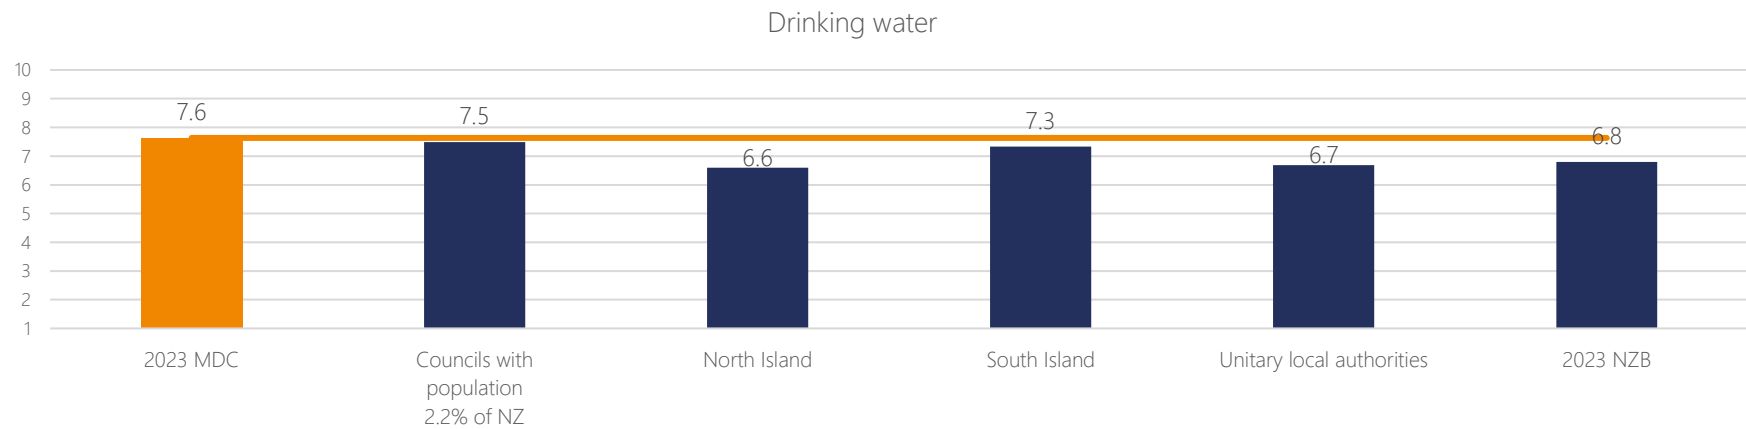 Drinking water
10
9
8
7
6
5
4
3
2
1
7.6
7.5
6.6
7.3
6.7
6.8
2023 MDC
Councils with
population
2.2% of NZ
North Island
South Island
Unitary local authorities
2023 NZB